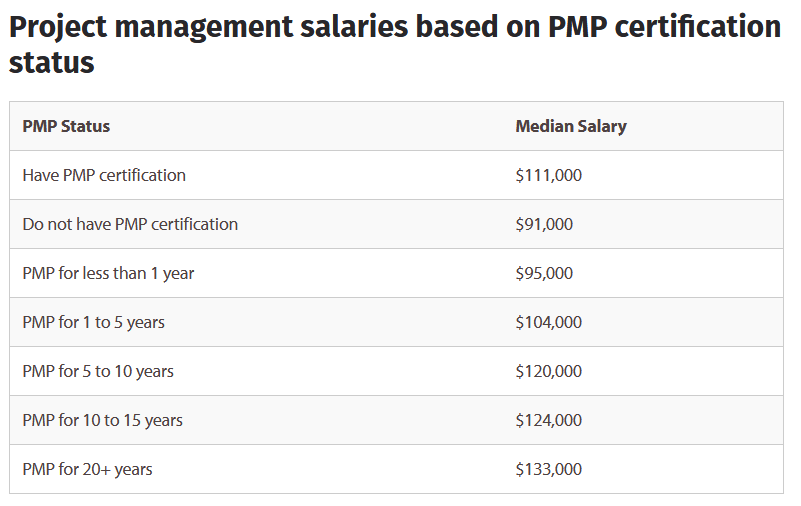 Project management salaries based on PMP certification
status
PMP Status Median Salary
Have PMP certification $111,000
Do not have PMP certification $91,000
PMP for less than 1 year $95,000
PMP for 1 to 5 years $104,000
PMP for 5 to 10 years $120,000
PMP for 10 to 15 years $124,000
PMP for 20+ years $133,000